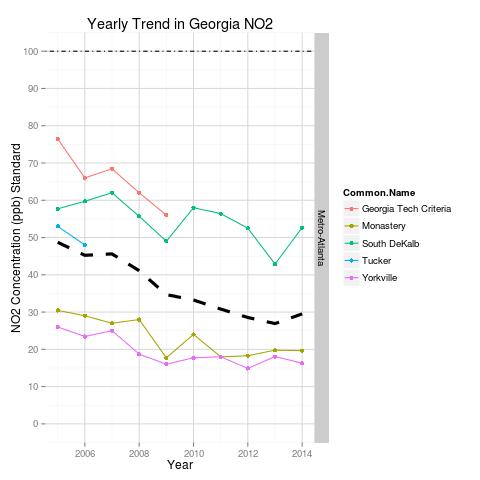 Yearly Trend in Georgia NO2
NO2 Concentration (ppb) Standard
100
90
80
70
60
50
40
30
20
10
0
2006
2008
2010
2012
2014
Year
Metro-Atlanta
Common.Name
Georgia Tech Criteria
Monastery
South DeKalb
Tucker
Yorkville